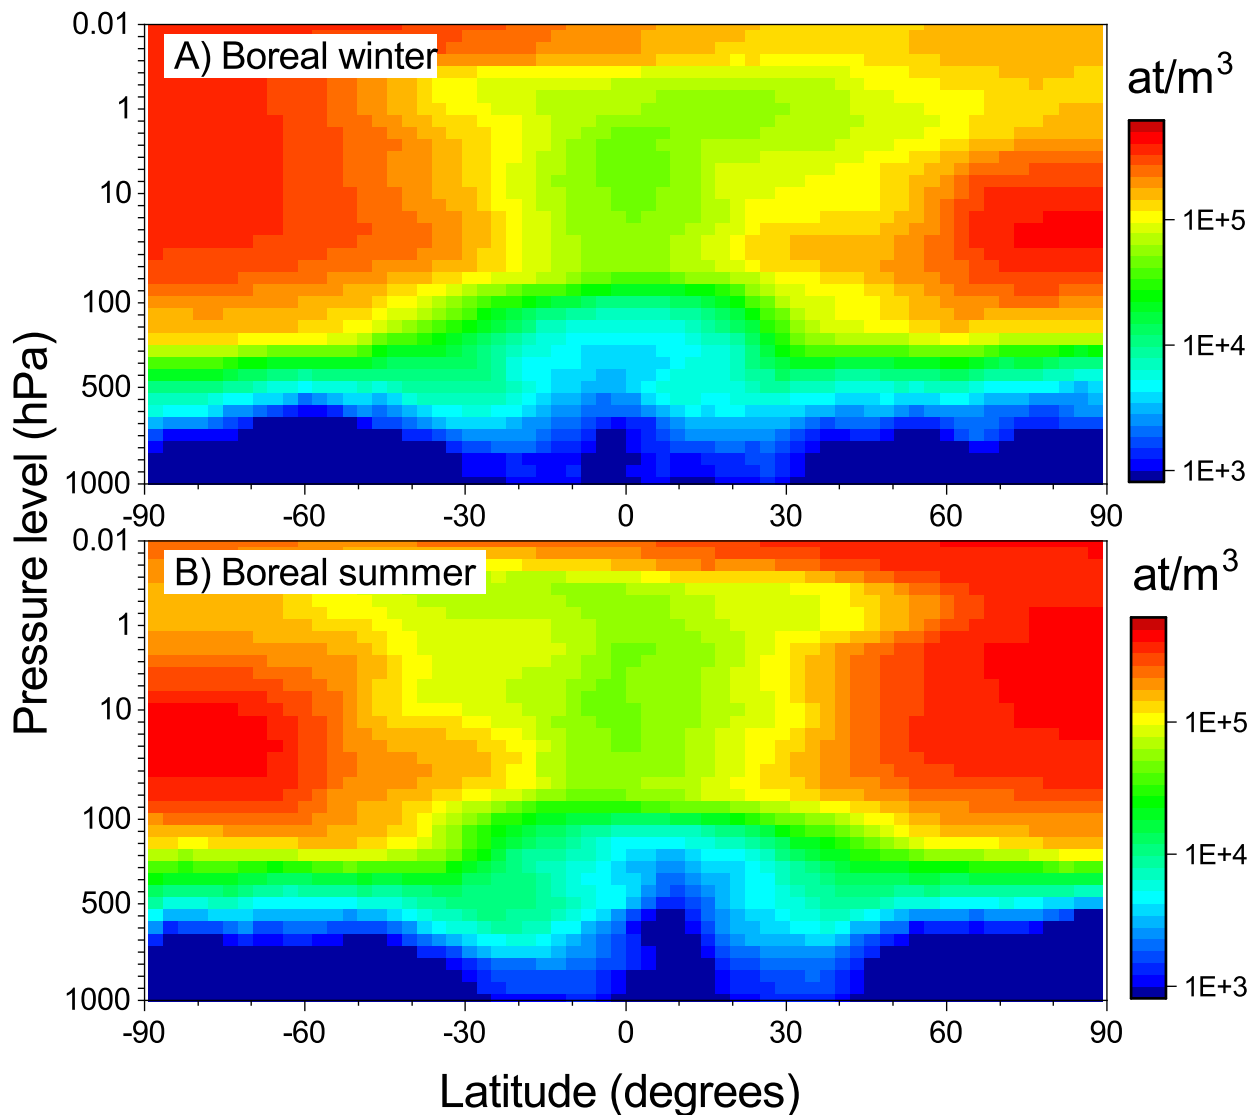 A) Boreal winter
0.01
1
10
100
500
1000
-90
-60
-30
0
30
60
90
at/m³
1E+5
1E+4
1E+3
B) Boreal summer
0.01
1
10
100
500
1000
-90
-60
-30
0
30
60
90
at/m³
1E+5
1E+4
1E+3
Pressure level (hPa)
Latitude (degrees)